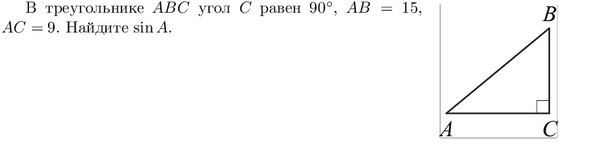 В треугольнике ABC угол C равен 90°, AB = 15,
AC = 9. Найдите sin A.
B
A
C